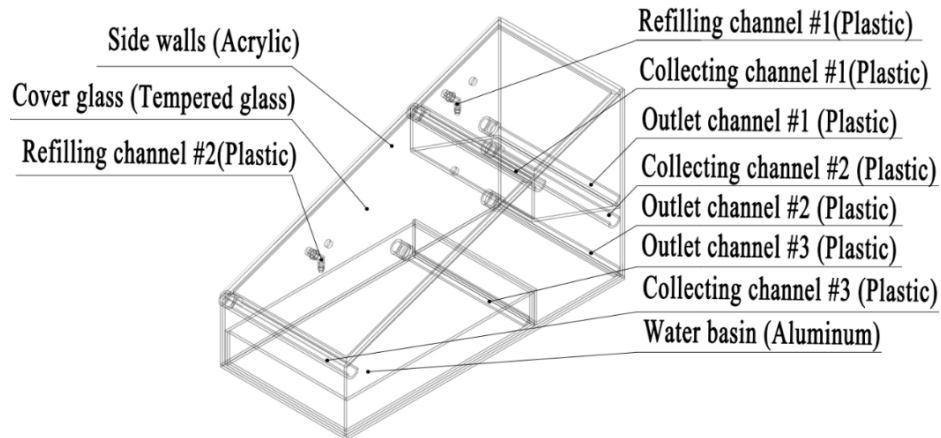 Side walls (Acrylic)
Cover glass (Tempered glass)
Refilling channel #2(Plastic)
Refilling channel #1(Plastic)
Collecting channel #1(Plastic)
Outlet channel #1 (Plastic)
Collecting channel #2 (Plastic)
Outlet channel #2 (Plastic)
Outlet channel #3 (Plastic)
Collecting channel #3 (Plastic)
Water basin (Aluminum)